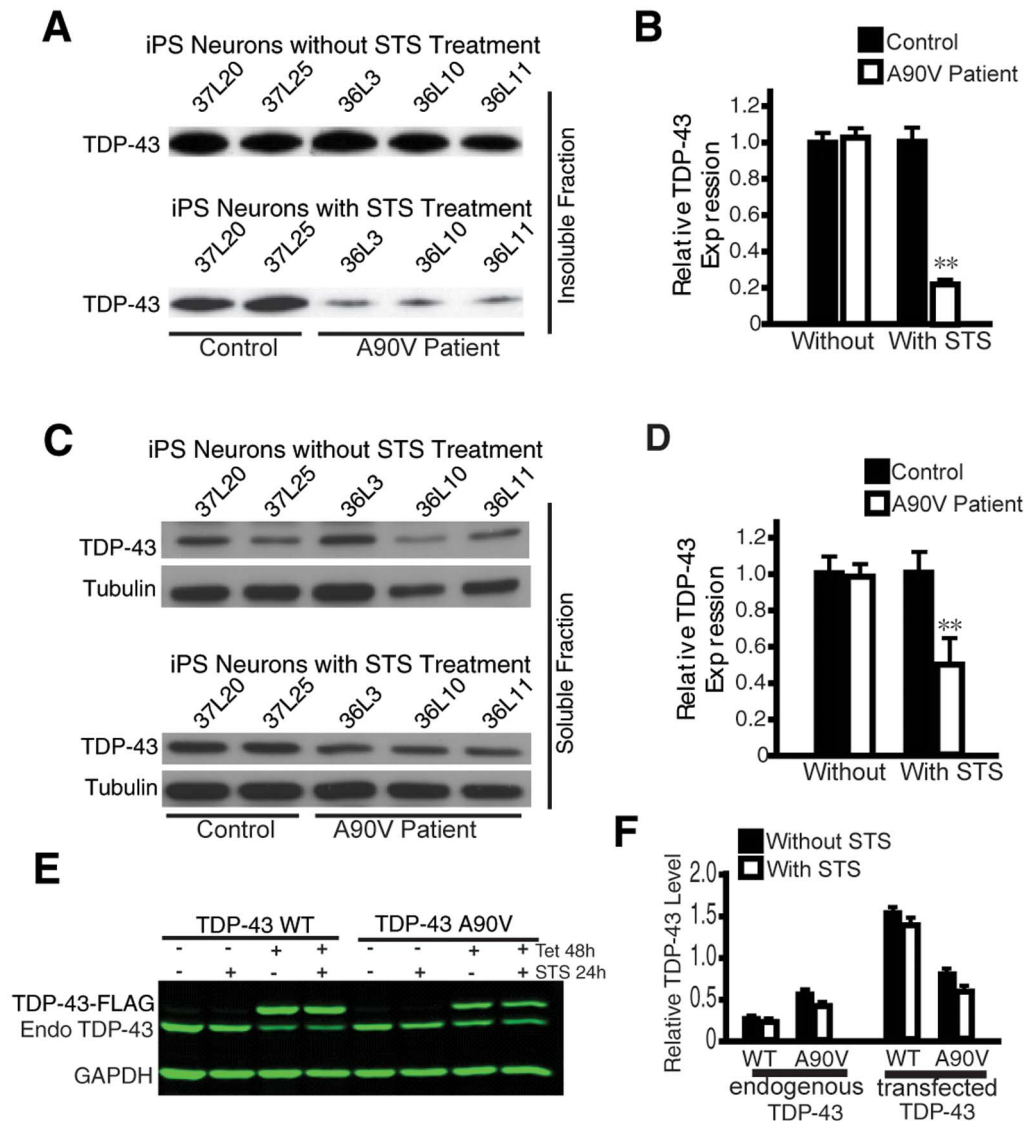 A
iPS Neurons without STS Treatment
37L20 37L25 36L3 36L10 36L11
TDP-43
iPS Neurons with STS Treatment
37L20 37L25 36L3 36L10 36L11
TDP-43
Control A90V Patient
Insoluble Fraction
B
Control
A90V Patient
Relative TDP-43
Exp ression
1.2
1.0
0.8
0.6
0.4
0.2
0
**
Without With STS
C
iPS Neurons without STS Treatment
37L20 37L25 36L3 36L10 36L11
TDP-43
Tubulin
iPS Neurons with STS Treatment
37L20 37L25 36L3 36L10 36L11
TDP-43
Tubulin
Control A90V Patient
Soluble Fraction
D
Control
A90V Patient
Relative TDP-43
Exp ression
1.2
1.0
0.8
0.6
0.4
0.2
0
**
Without With STS
E
TDP-43 WT TDP-43 A90V
- - + + - - + + Tet 48h
- + - + - + - + STS 24h
TDP-43-FLAG
Endo TDP-43
GAPDH
F
Without STS
With STS
Relative TDP-43 Level
2.0
1.5
1.0
0.5
0
WT A90V WT A90V
endogenous transfected
TDP-43 TDP-43